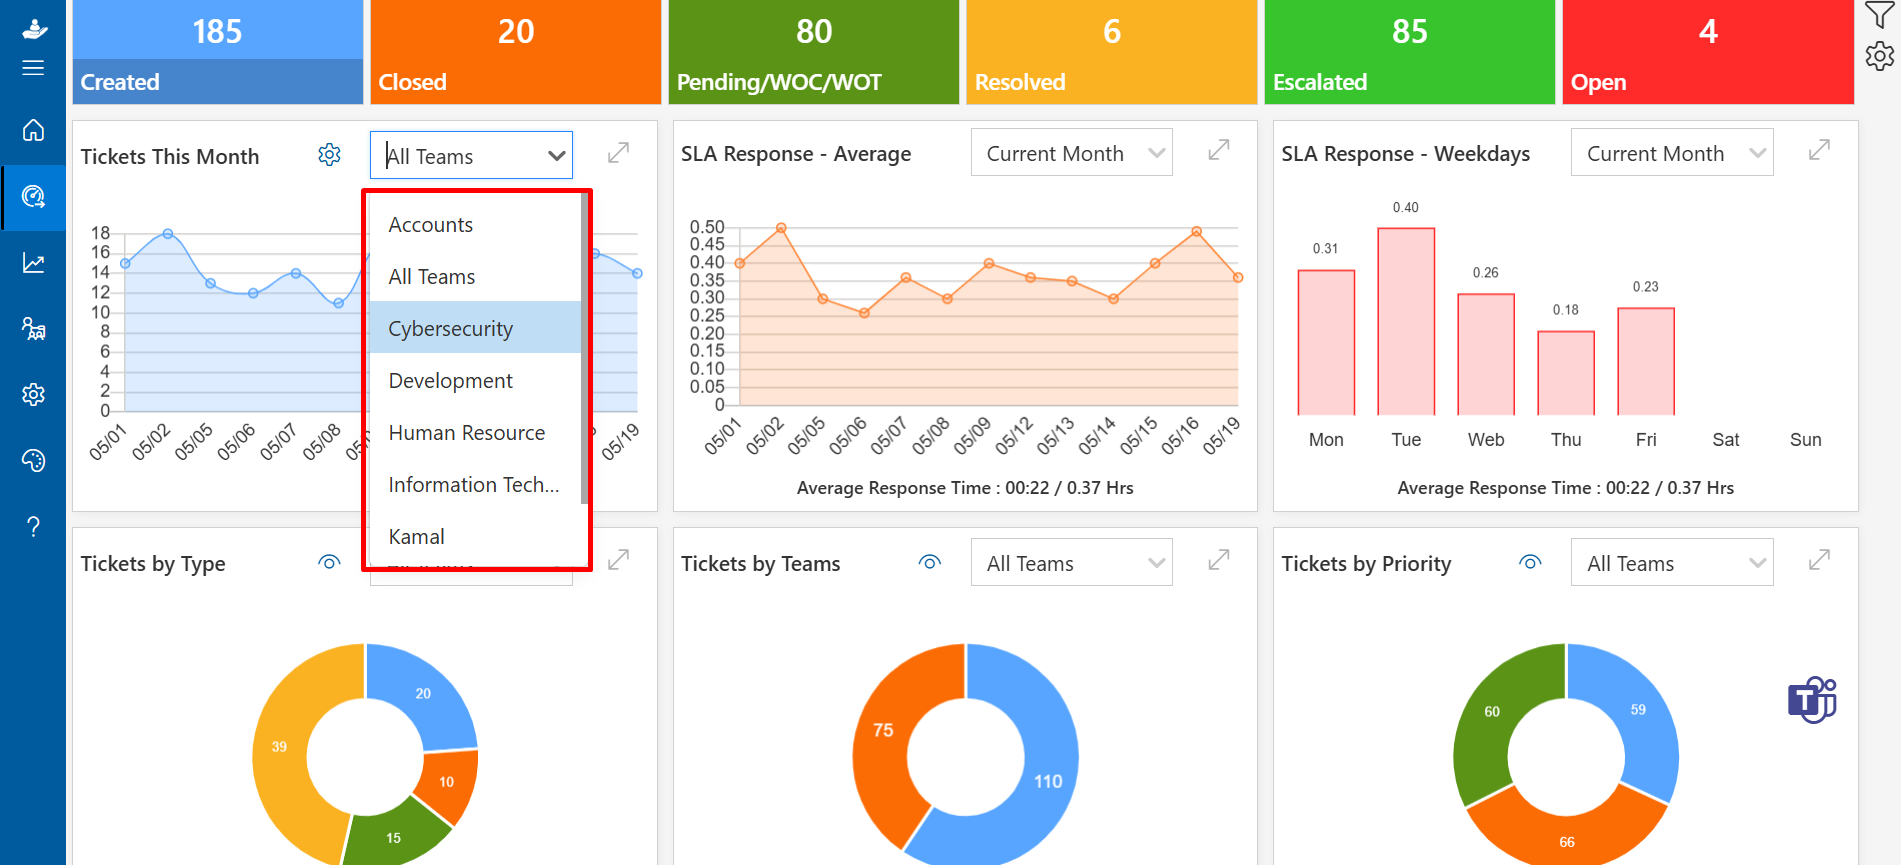 185
Created
20
Closed
80
Pending/WOC/WOT
6
Resolved
85
Escalated
4
Open
Tickets This Month
All Teams
Accounts
All Teams
Cybersecurity
Development
Human Resource
Information Tech...
Kamal
18
16
14
12
10
8
6
4
2
0
05/01
05/02
05/05
05/06
05/07
05/08
05/19
SLA Response - Average
Current Month
0.50
0.45
0.40
0.35
0.30
0.25
0.20
0.15
0.10
0.05
0
05/01
05/02
05/05
05/06
05/07
05/08
05/09
05/12
05/13
05/14
05/15
05/16
05/19
Average Response Time : 00:22 / 0.37 Hrs
SLA Response - Weekdays
Current Month
0.31
0.40
0.26
0.18
0.23
Mon
Tue
Web
Thu
Fri
Sat
Sun
Average Response Time : 00:22 / 0.37 Hrs
Tickets by Type
20
10
15
39
Tickets by Teams
All Teams
75
110
Tickets by Priority
All Teams
60
59
66
T